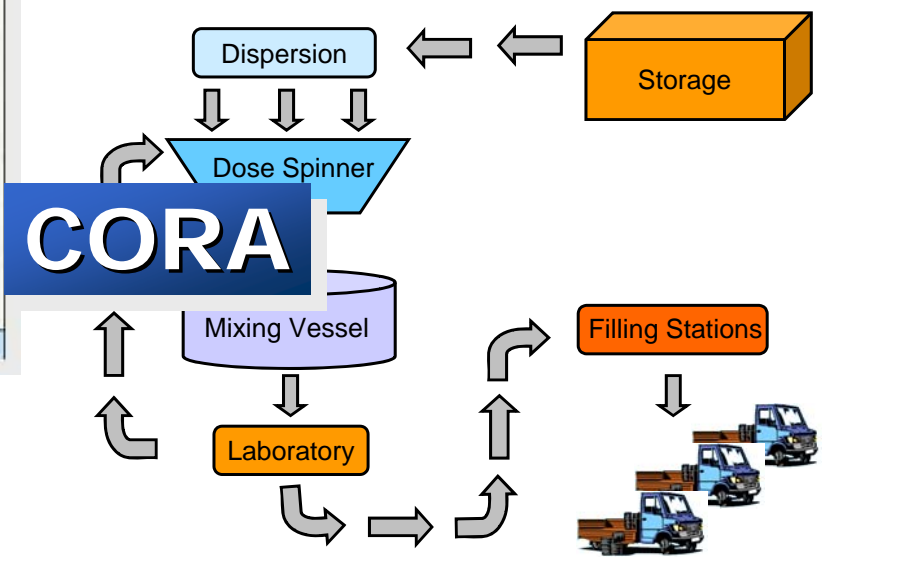 Dispersion
Storage
Dose Spinner
CORA
Mixing Vessel
Filling Stations
Laboratory